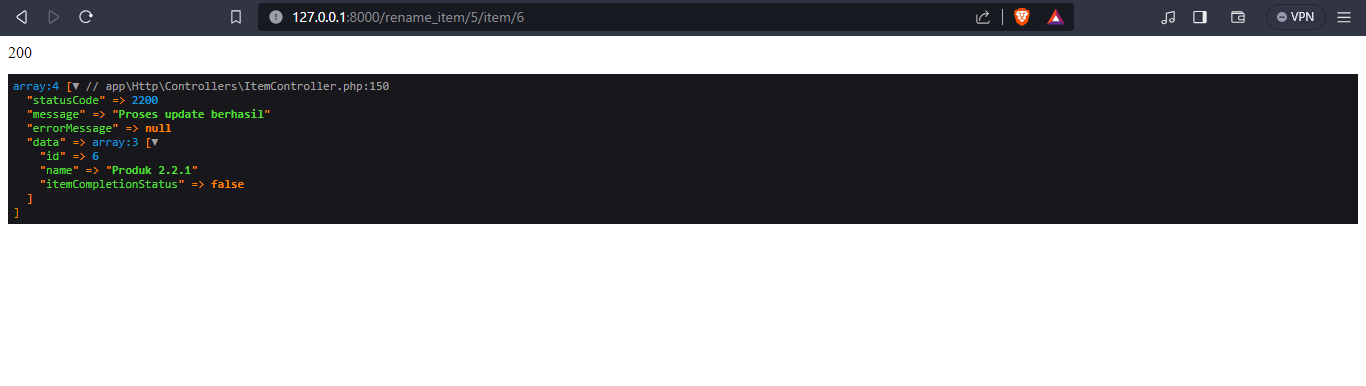 127.0.0.1:8000/rename_item/5/item/6
VPN
200
array:4 [▼ // app\Http\Controllers\ItemController.php:150
  "statusCode" => 2200
  "message" => "Proses update berhasil"
  "errorMessage" => null
  "data" => array:3 [▼
    "id" => 6
    "name" => "Produk 2.2.1"
    "itemCompletionStatus" => false
  ]
]